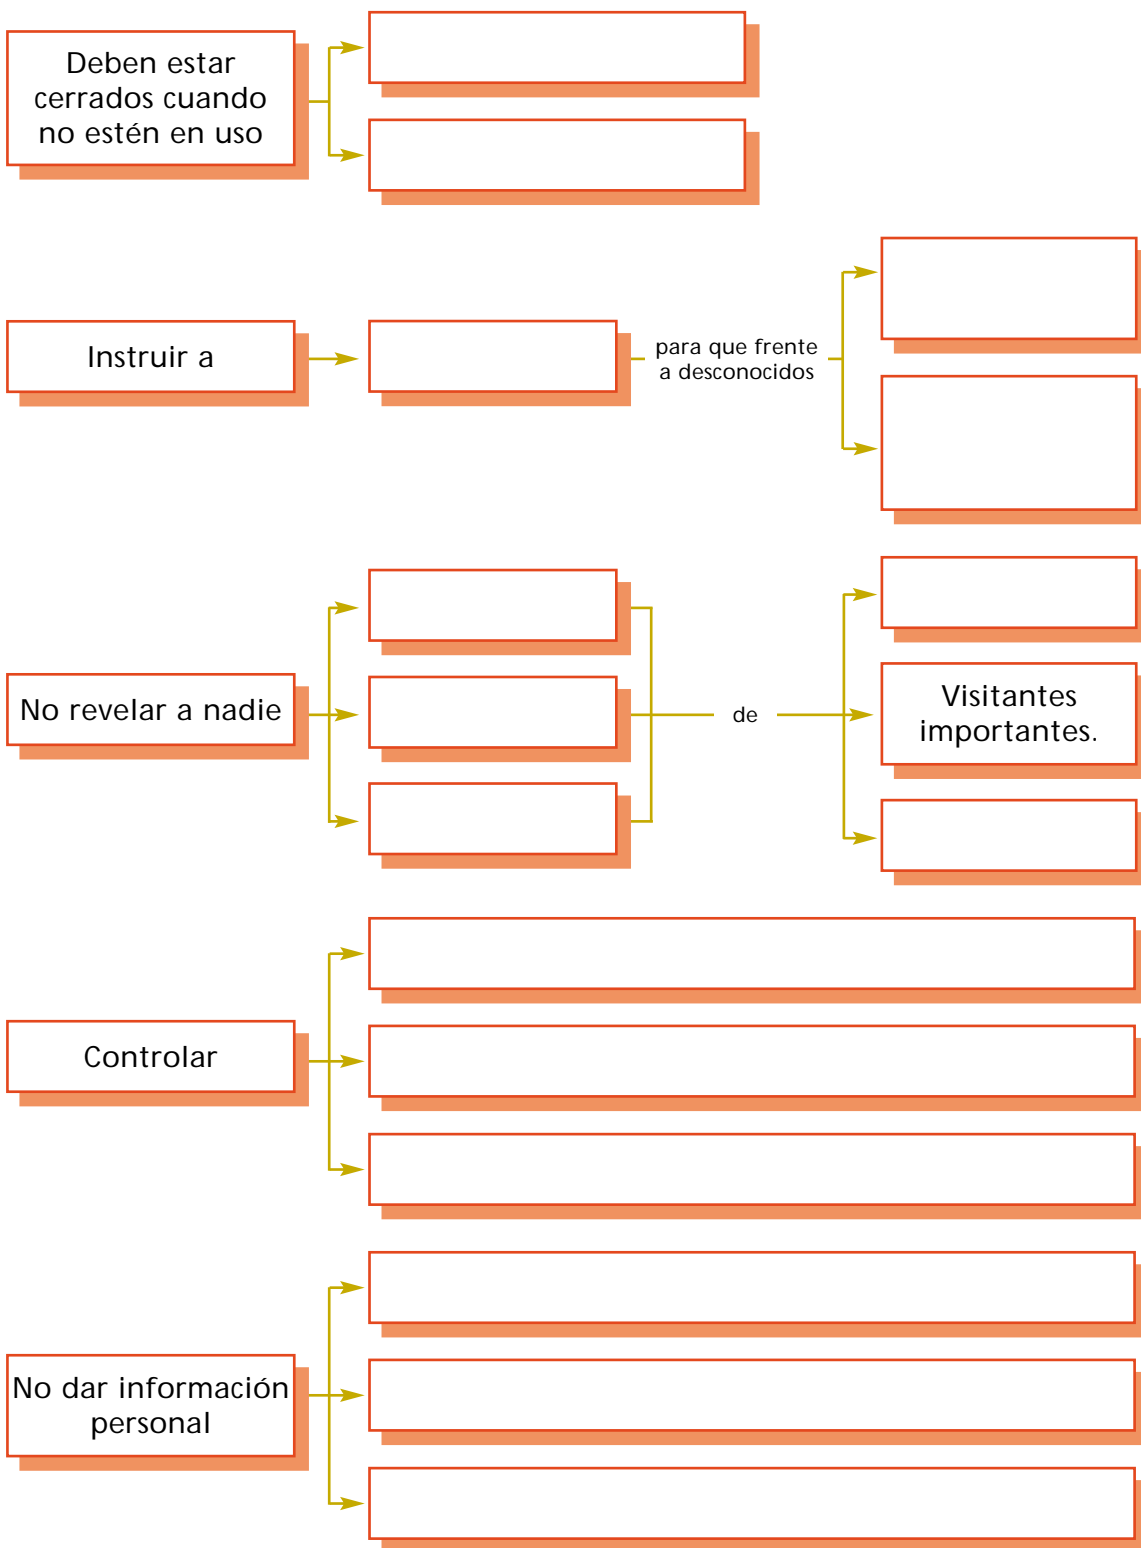 Deben estar
cerrados cuando
no estén en uso
Instruir a
para que frente
a desconocidos
No revelar a nadie
de
Visitantes
importantes.
Controlar
No dar información
personal